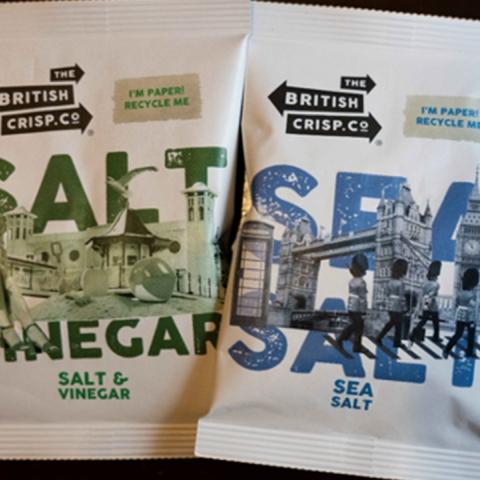 THE
BRITISH
CRISP.Co
I'M PAPER!
RECYCLE ME
SALT
VINEGAR
SALT &
VINEGAR
THE
BRITISH
CRISP.Co
®
I'M PAPER!
RECYCLE ME
SEA
SALT
SEA
SALT